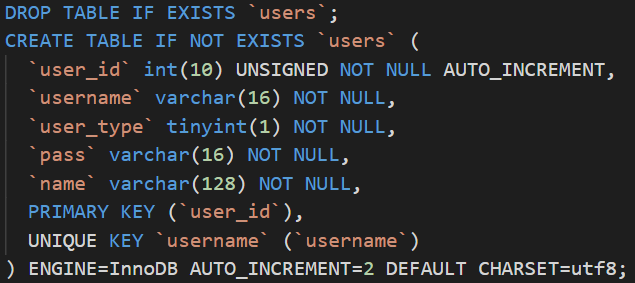 DROP TABLE IF EXISTS `users`;
CREATE TABLE IF NOT EXISTS `users` (
  `user_id` int(10) UNSIGNED NOT NULL AUTO_INCREMENT,
  `username` varchar(16) NOT NULL,
  `user_type` tinyint(1) NOT NULL,
  `pass` varchar(16) NOT NULL,
  `name` varchar(128) NOT NULL,
  PRIMARY KEY (`user_id`),
  UNIQUE KEY `username` (`username`)
) ENGINE=InnoDB AUTO_INCREMENT=2 DEFAULT CHARSET=utf8;